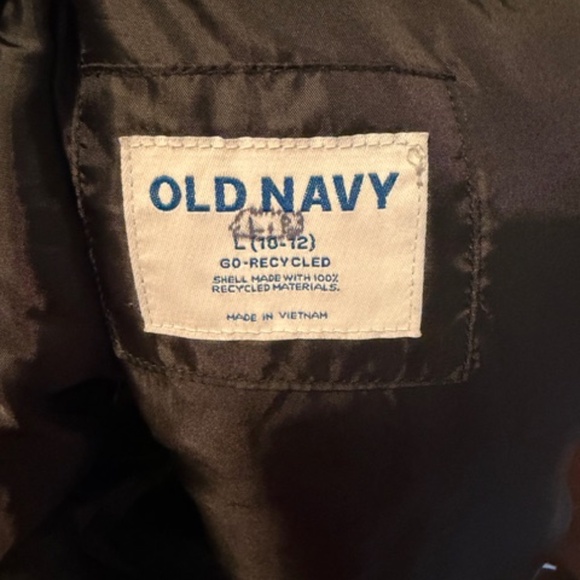 OLD NAVY
L (10-12)
GO-RECYCLED
SHELL MADE WITH 100%
RECYCLED MATERIALS.
MADE IN VIETNAM